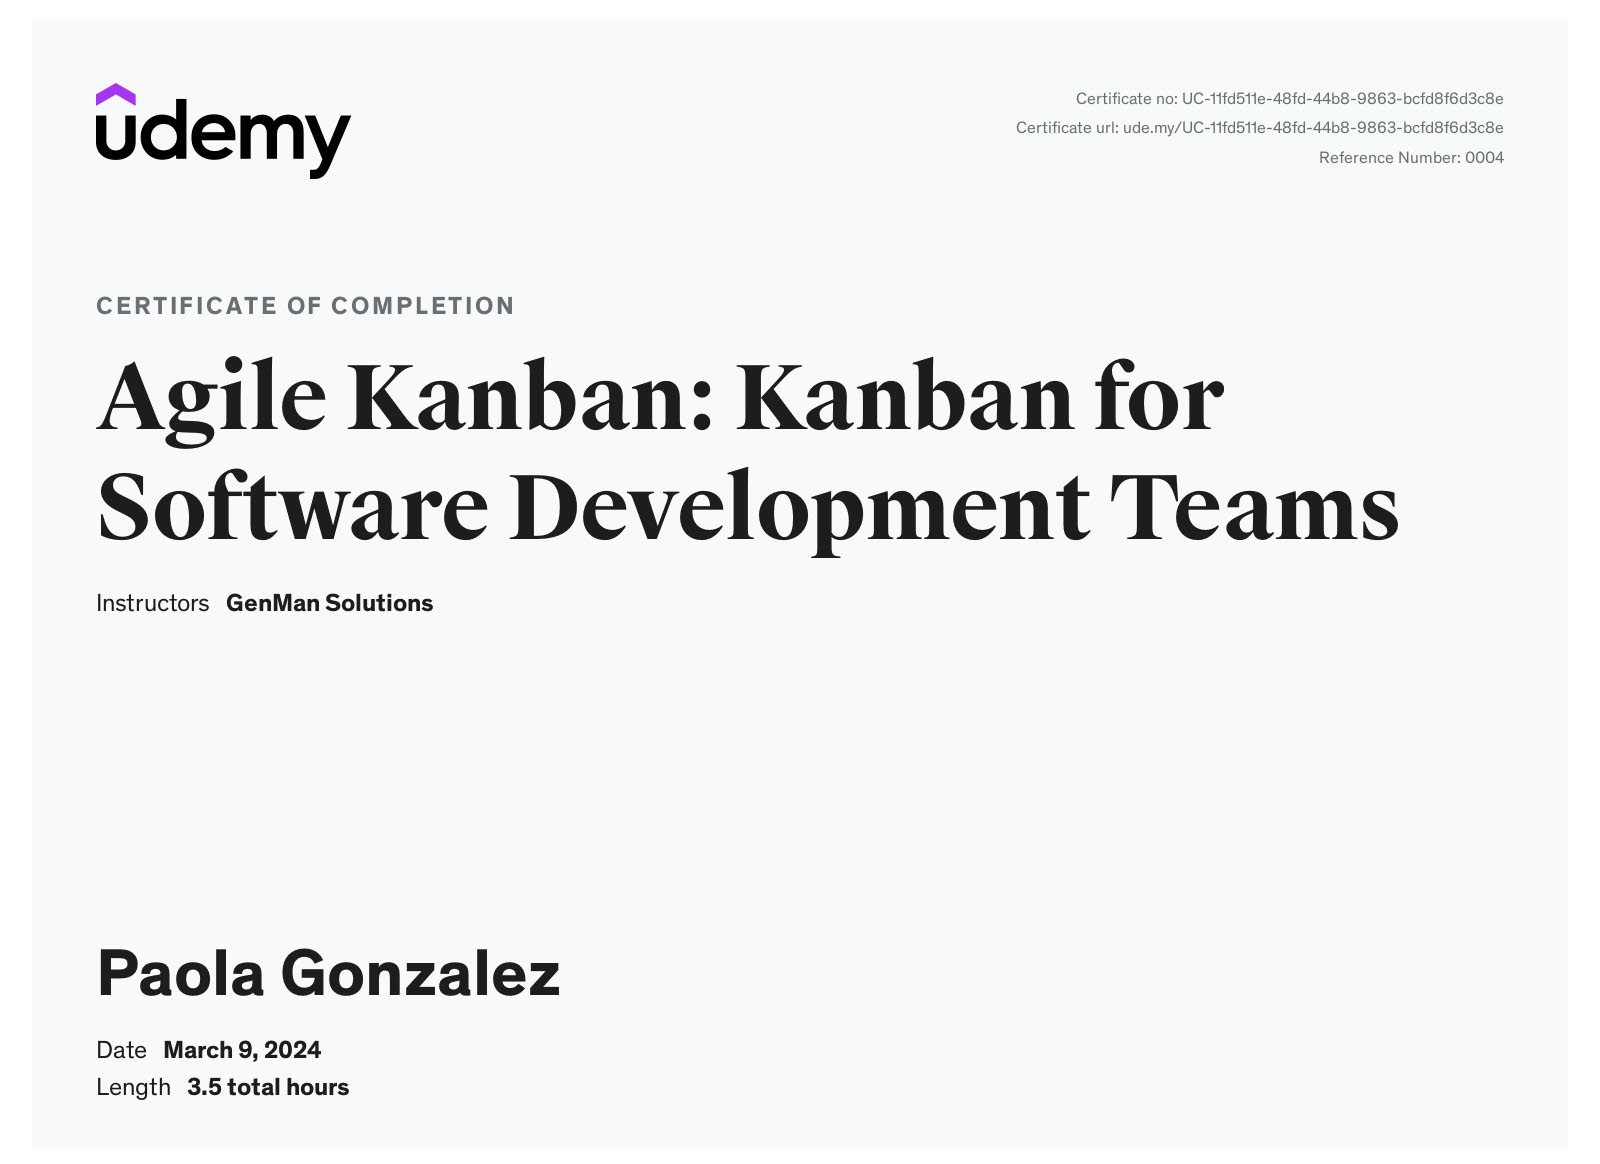 udemy
Certificate no: UC-11fd511e-48fd-44b8-9863-bcfd8f6d3c8e
Certificate url: ude.my/UC-11fd511e-48fd-44b8-9863-bcfd8f6d3c8e
Reference Number: 0004
CERTIFICATE OF COMPLETION
Agile Kanban: Kanban for
Software Development Teams
Instructors GenMan Solutions
Paola Gonzalez
Date March 9, 2024
Length 3.5 total hours